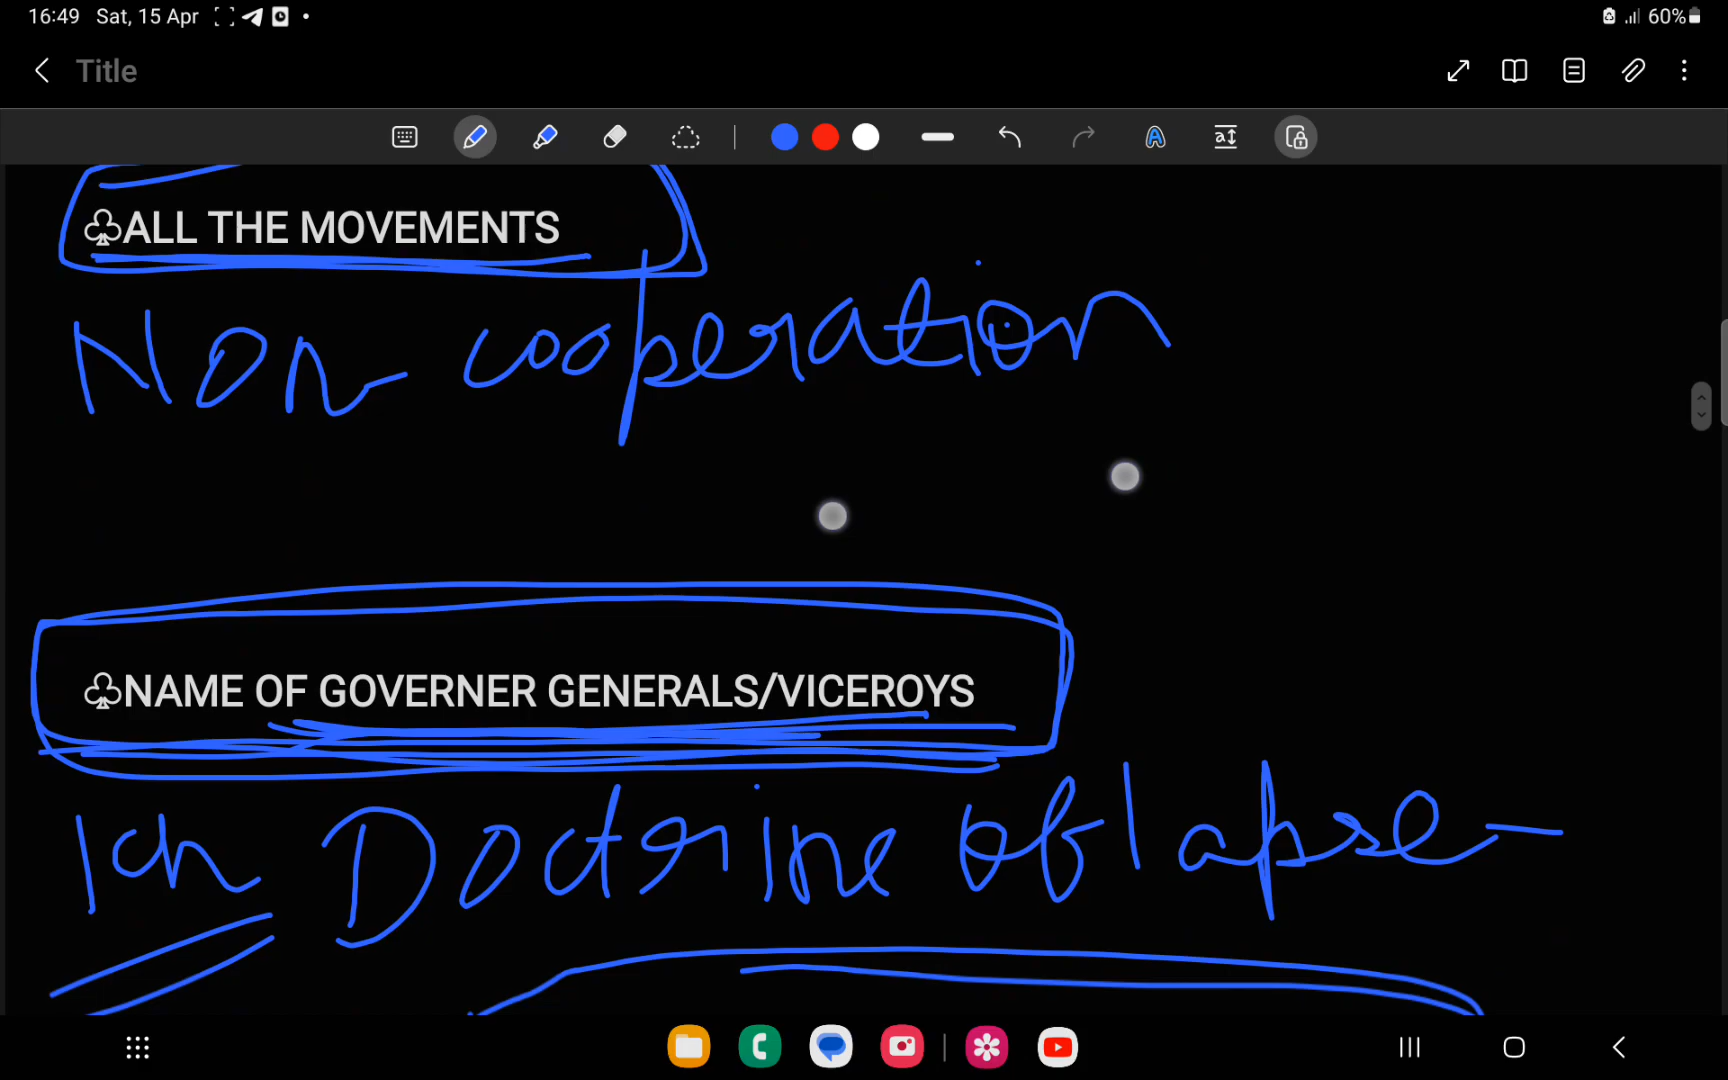 16:49 Sat, 15 Apr 60%
Title
♧ALL THE MOVEMENTS
Non cooperation
♧NAME OF GOVERNER GENERALS/VICEROYS
Doctrine of lapse -